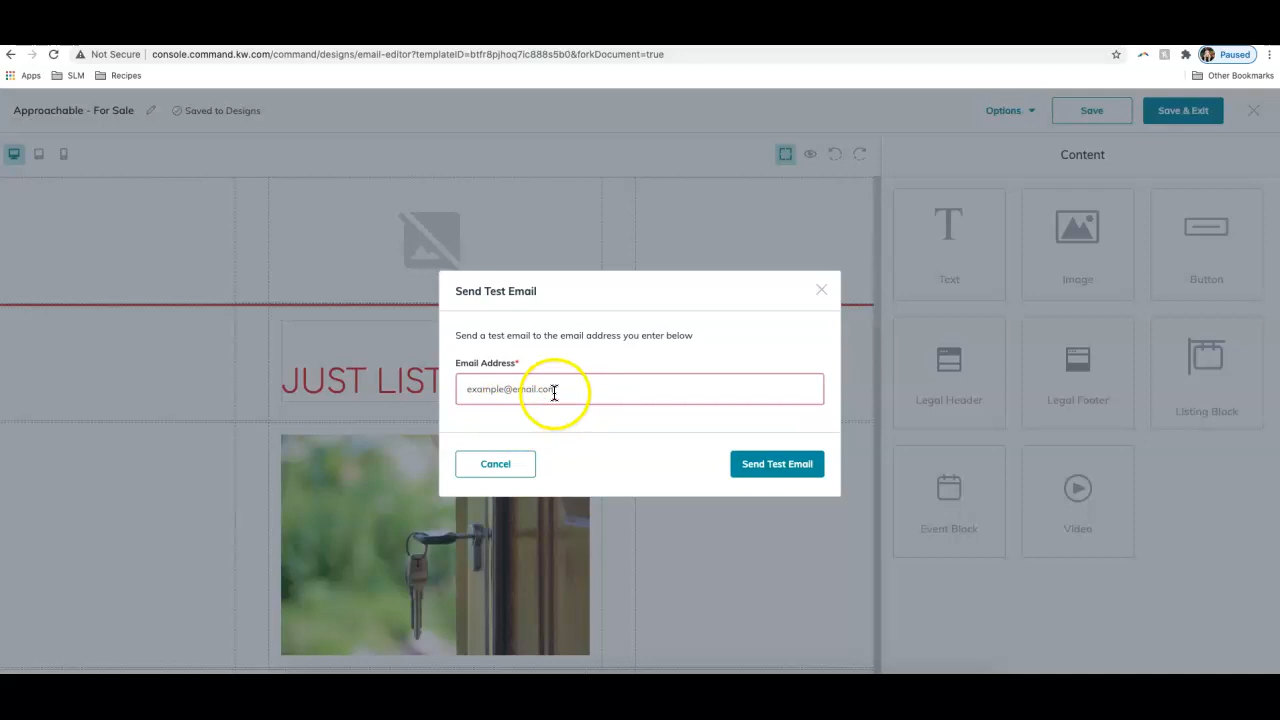 Not Secure
console.command.kw.com/command/designs/email-editor?templateID=btfr8pjhoq7ic888s5b0&forkDocument=true
Paused
Apps
SLM
Recipes
Other Bookmarks
Approachable - For Sale
Saved to Designs
Options
Save
Save & Exit
Content
T
Text
Image
Button
Send Test Email
Send a test email to the email address you enter below
Email Address*
example@email.com
Cancel
Send Test Email
JUST LIST
Legal Header
Legal Footer
Listing Block
Event Block
Video